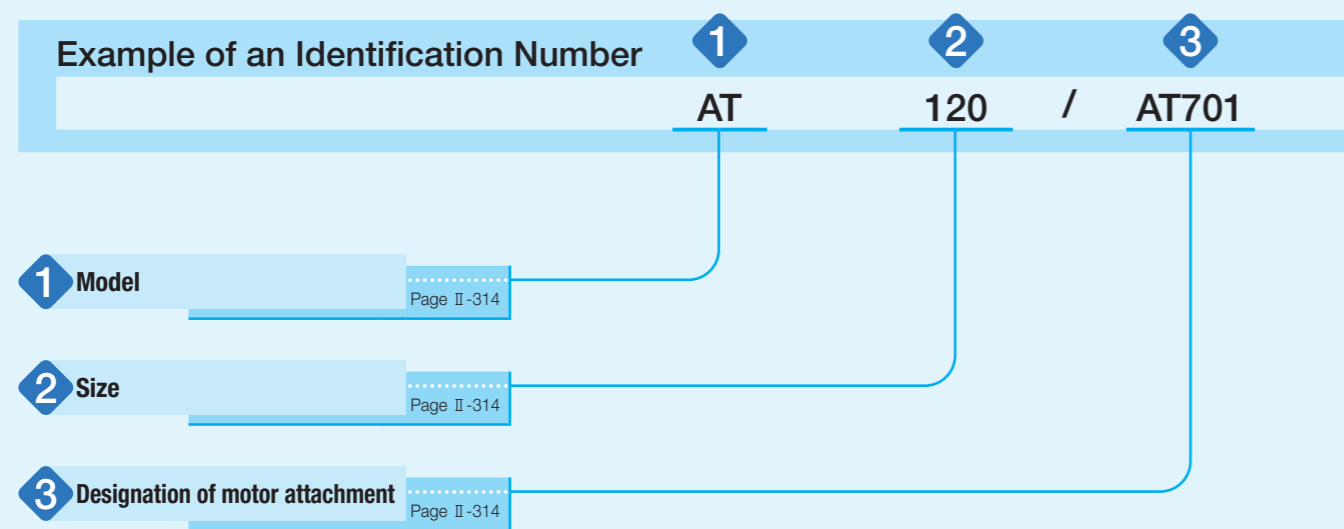 Example of an Identification Number
1 2 3
AT 120 / AT701
1 Model
Page Ⅱ-314
2 Size
Page Ⅱ-314
3 Designation of motor attachment
Page Ⅱ-314